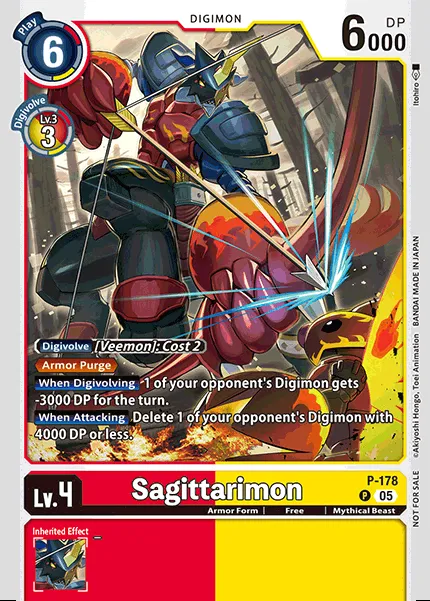 Play
6
DIGIMON
6000
DP
Digivolve
Lv.3
3
Itohiro
Digivolve [Veemon]: Cost 2
Armor Purge
When Digivolving 1 of your opponent's Digimon gets
-3000 DP for the turn.
When Attacking Delete 1 of your opponent's Digimon with
4000 DP or less.
©Akiyoshi Hongo, Toei Animation BANDAI MADE IN JAPAN
NOT FOR SALE
Lv.4
Sagittarimon
P-178
P 05
Armor Form | Free | Mythical Beast
Inherited Effect
–